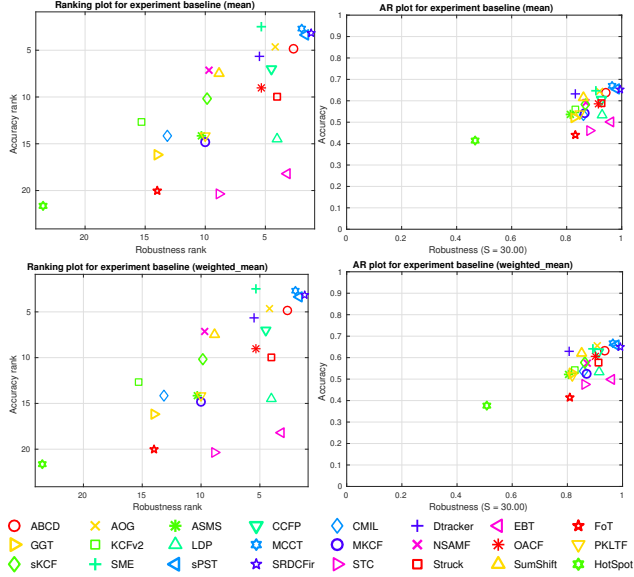 Ranking plot for experiment baseline (mean)
Accuracy rank
5
10
15
20
20 15 10 5
Robustness rank
AR plot for experiment baseline (mean)
Accuracy
1
0.9
0.8
0.7
0.6
0.5
0.4
0.3
0.2
0.1
0
0 0.2 0.4 0.6 0.8 1
Robustness (S = 30.00)
Ranking plot for experiment baseline (weighted_mean)
Accuracy rank
5
10
15
20
20 15 10 5
Robustness rank
AR plot for experiment baseline (weighted_mean)
Accuracy
1
0.9
0.8
0.7
0.6
0.5
0.4
0.3
0.2
0.1
0
0 0.2 0.4 0.6 0.8 1
Robustness (S = 30.00)
ABCD AOG ASMS CCFP CMIL Dtracker EBT FoT
GGT KCFv2 LDP MCCT MKCF NSAMF OACF PKLTF
sKCF SME sPST SRDCFir STC Struck SumShift HotSpot